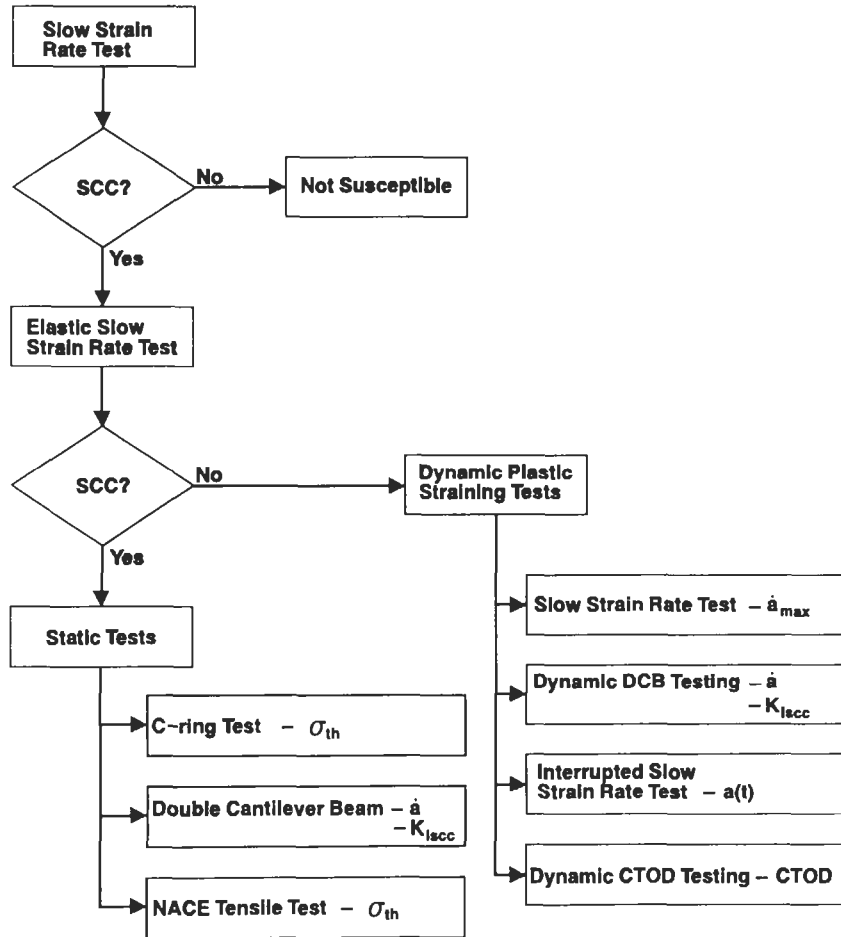 Slow Strain
Rate Test
SCC?
No
Not Susceptible
Yes
Elastic Slow
Strain Rate Test
SCC?
No
Dynamic Plastic
Straining Tests
Yes
Static Tests
Slow Strain Rate Test – ȧmax
Dynamic DCB Testing – ȧ
– KIscc
Interrupted Slow
Strain Rate Test – a(t)
Dynamic CTOD Testing – CTOD
C-ring Test – σth
Double Cantilever Beam – ȧ
– KIscc
NACE Tensile Test – σth